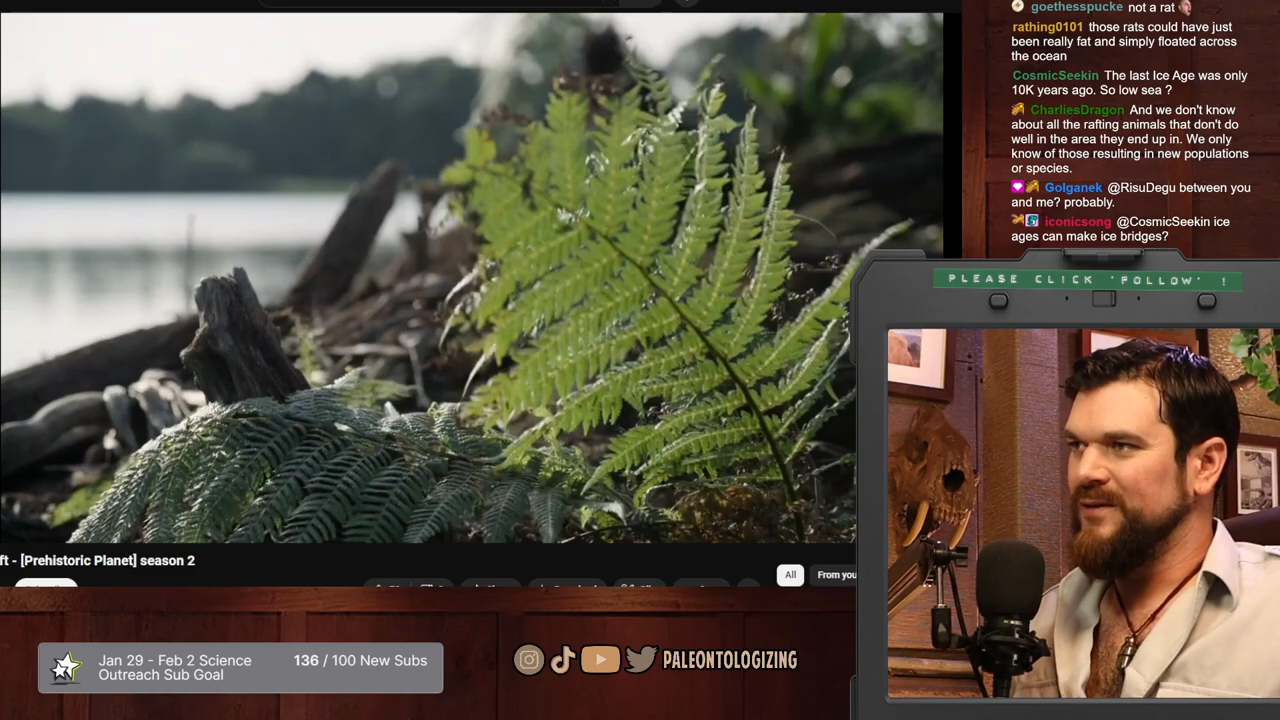 goethesspucke not a rat
rathing0101 those rats could have just
been really fat and simply floated across
the ocean
CosmicSeekin The last Ice Age was only
10K years ago. So low sea ?
CharliesDragon And we don't know
about all the rafting animals that don't do
well in the area they end up in. We only
know of those resulting in new populations
or species.
Golganek @RisuDegu between you
and me? probably.
iconicsong @CosmicSeekin ice
ages can make ice bridges?
PLEASE CLICK 'FOLLOW' !
ft - [Prehistoric Planet] season 2
All From you
Jan 29 - Feb 2 Science
Outreach Sub Goal
136 / 100 New Subs
PALEONTOLOGIZING